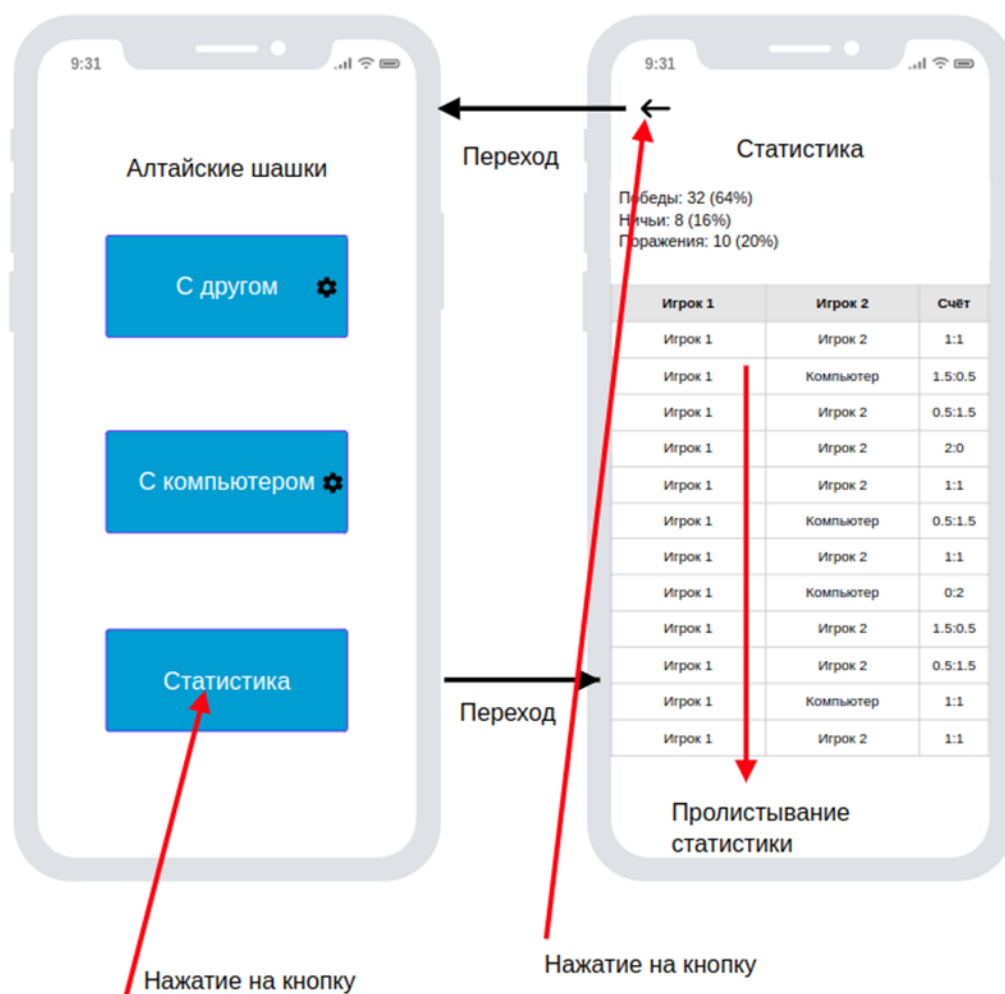 9:31
Алтайские шашки
С другом
С компьютером
Статистика
Нажатие на кнопку
Переход
Переход
9:31
Статистика
Победы: 32 (64%)
Ничьи: 8 (16%)
Поражения: 10 (20%)
Игрок 1 Игрок 2 Счёт
Игрок 1 Игрок 2 1:1
Игрок 1 Компьютер 1.5:0.5
Игрок 1 Игрок 2 0.5:1.5
Игрок 1 Игрок 2 2:0
Игрок 1 Игрок 2 1:1
Игрок 1 Компьютер 0.5:1.5
Игрок 1 Игрок 2 1:1
Игрок 1 Компьютер 0:2
Игрок 1 Игрок 2 1.5:0.5
Игрок 1 Игрок 2 0.5:1.5
Игрок 1 Компьютер 1:1
Игрок 1 Игрок 2 1:1
Пролистывание
статистики
Нажатие на кнопку